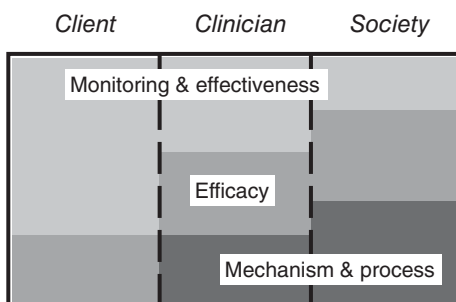 Client Clinician Society
Monitoring & effectiveness
Efficacy
Mechanism & process